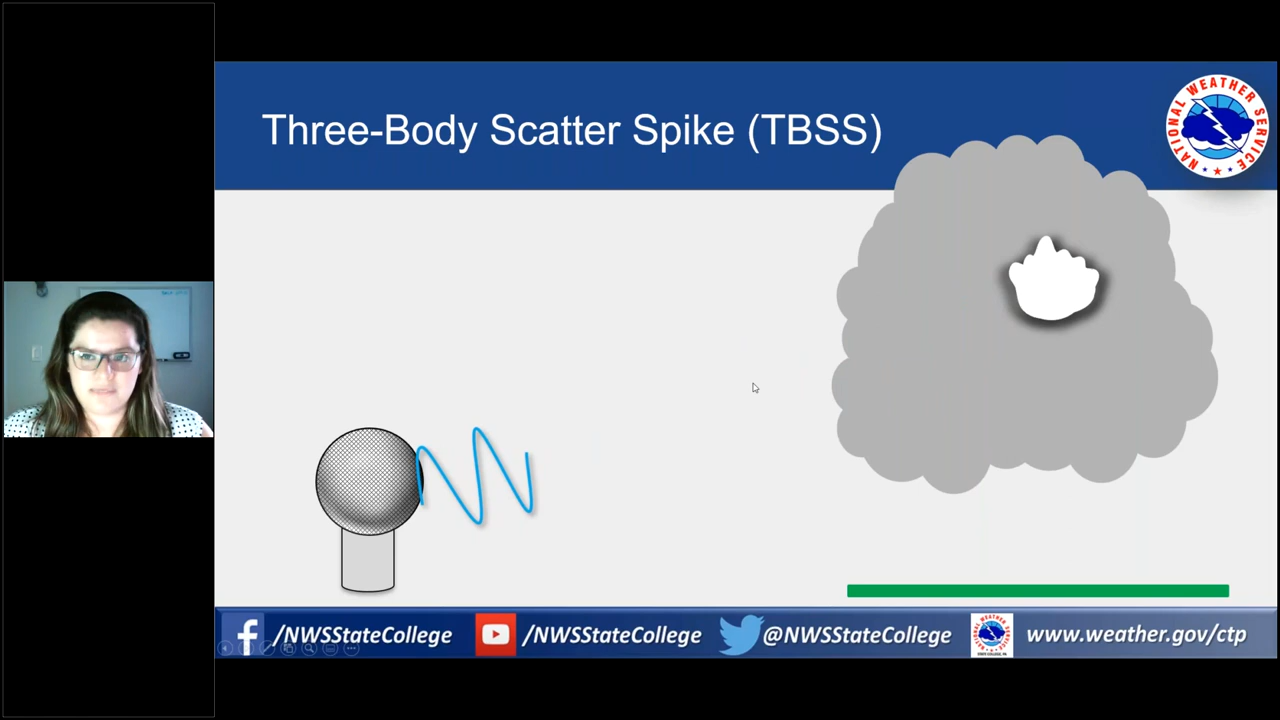 Three-Body Scatter Spike (TBSS)
NATIONAL WEATHER SERVICE
/NWSStateCollege
/NWSStateCollege
@NWSStateCollege
www.weather.gov/ctp